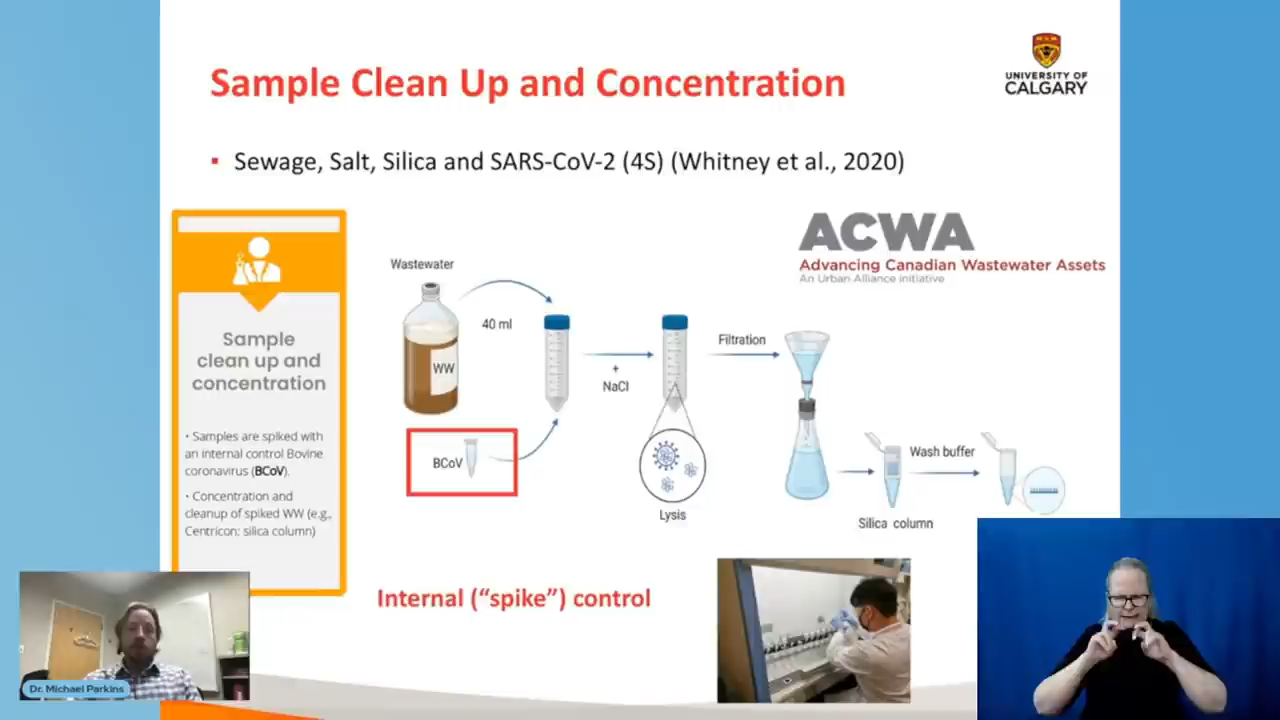 Sample Clean Up and Concentration
UNIVERSITY OF
CALGARY
▪ Sewage, Salt, Silica and SARS-CoV-2 (4S) (Whitney et al., 2020)
ACWA
Advancing Canadian Wastewater Assets
An Urban Alliance initiative
Sample
clean up and
concentration
• Samples are spiked with
an internal control Bovine
coronavirus (BCoV).
• Concentration and
cleanup of spiked WW (e.g.,
Centricon: silica column)
Wastewater
40 ml
WW
BCoV
+
NaCl
Lysis
Filtration
Silica column
Wash buffer
Internal (“spike”) control
Dr. Michael Parkins